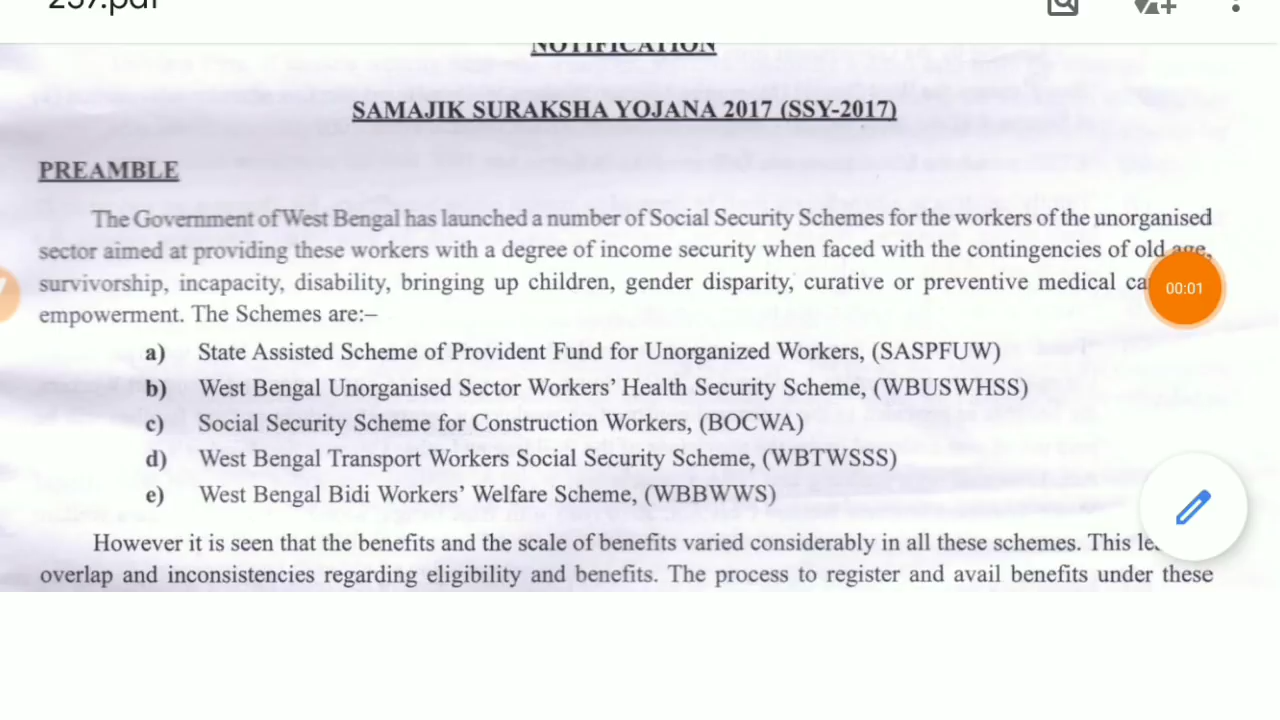 257.pdf
NOTIFICATION
SAMAJIK SURAKSHA YOJANA 2017 (SSY-2017)
PREAMBLE
The Government of West Bengal has launched a number of Social Security Schemes for the workers of the unorganised
sector aimed at providing these workers with a degree of income security when faced with the contingencies of old age,
survivorship, incapacity, disability, bringing up children, gender disparity, curative or preventive medical
00:01
empowerment. The Schemes are:–
a) State Assisted Scheme of Provident Fund for Unorganized Workers, (SASPFUW)
b) West Bengal Unorganised Sector Workers' Health Security Scheme, (WBUSWHSS)
c) Social Security Scheme for Construction Workers, (BOCWA)
d) West Bengal Transport Workers Social Security Scheme, (WBTWSSS)
e) West Bengal Bidi Workers' Welfare Scheme, (WBBWWS)
However it is seen that the benefits and the scale of benefits varied considerably in all these schemes. This
overlap and inconsistencies regarding eligibility and benefits. The process to register and avail benefits under these